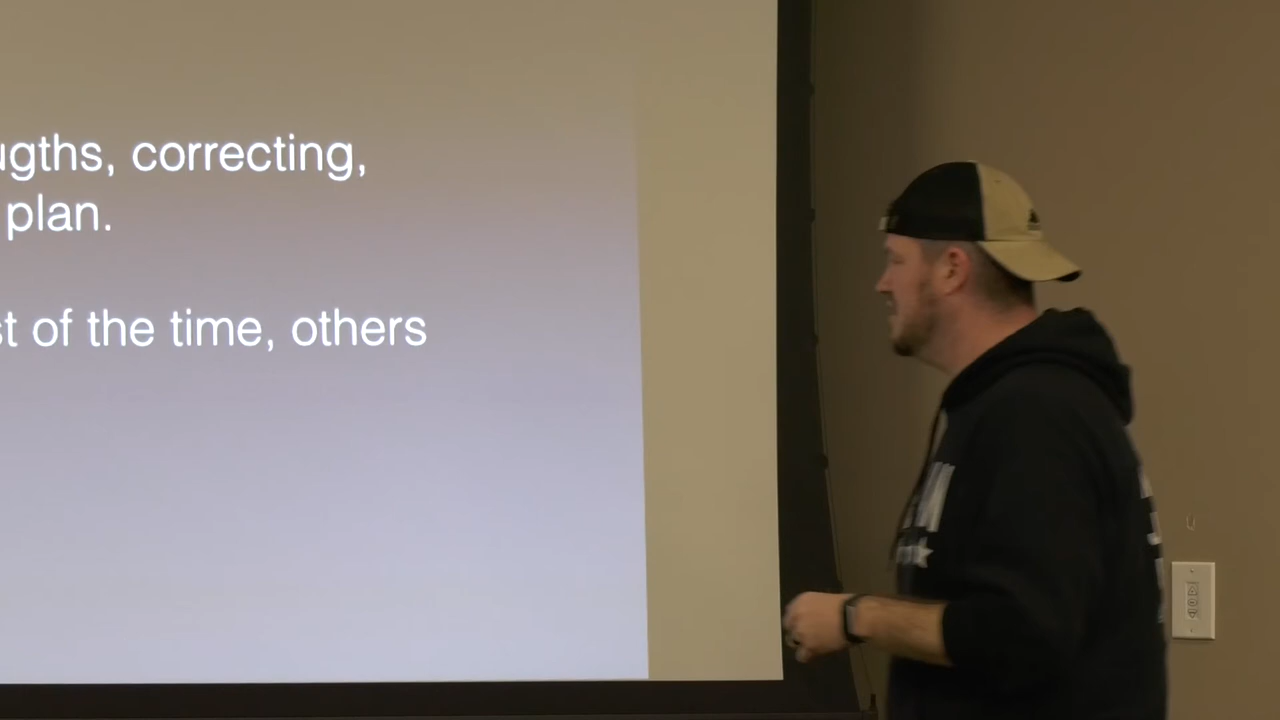 ugths, correcting,
plan.
st of the time, others